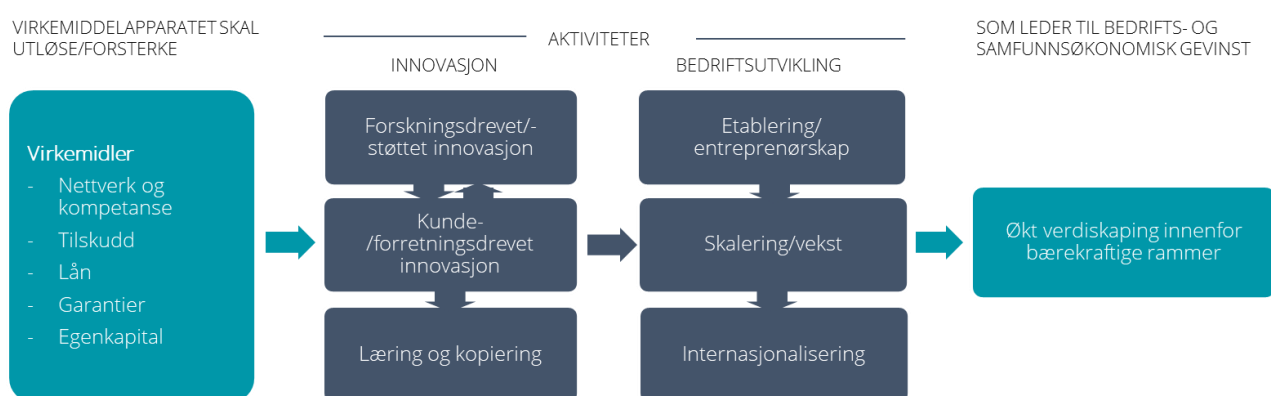 VIRKEMIDDELAPPARATET SKAL
UTLØSE/FORSTERKE
AKTIVITETER
INNOVASJON
BEDRIFTSUTVIKLING
SOM LEDER TIL BEDRIFTS- OG
SAMFUNNSØKONOMISK GEVINST
Virkemidler
- Nettverk og
kompetanse
- Tilskudd
- Lån
- Garantier
- Egenkapital
Forskningsdrevet/-
støttet innovasjon
Kunde-
/forretningsdrevet
innovasjon
Læring og kopiering
Etablering/
entreprenørskap
Skalering/vekst
Internasjonalisering
Økt verdiskaping innenfor
bærekraftige rammer